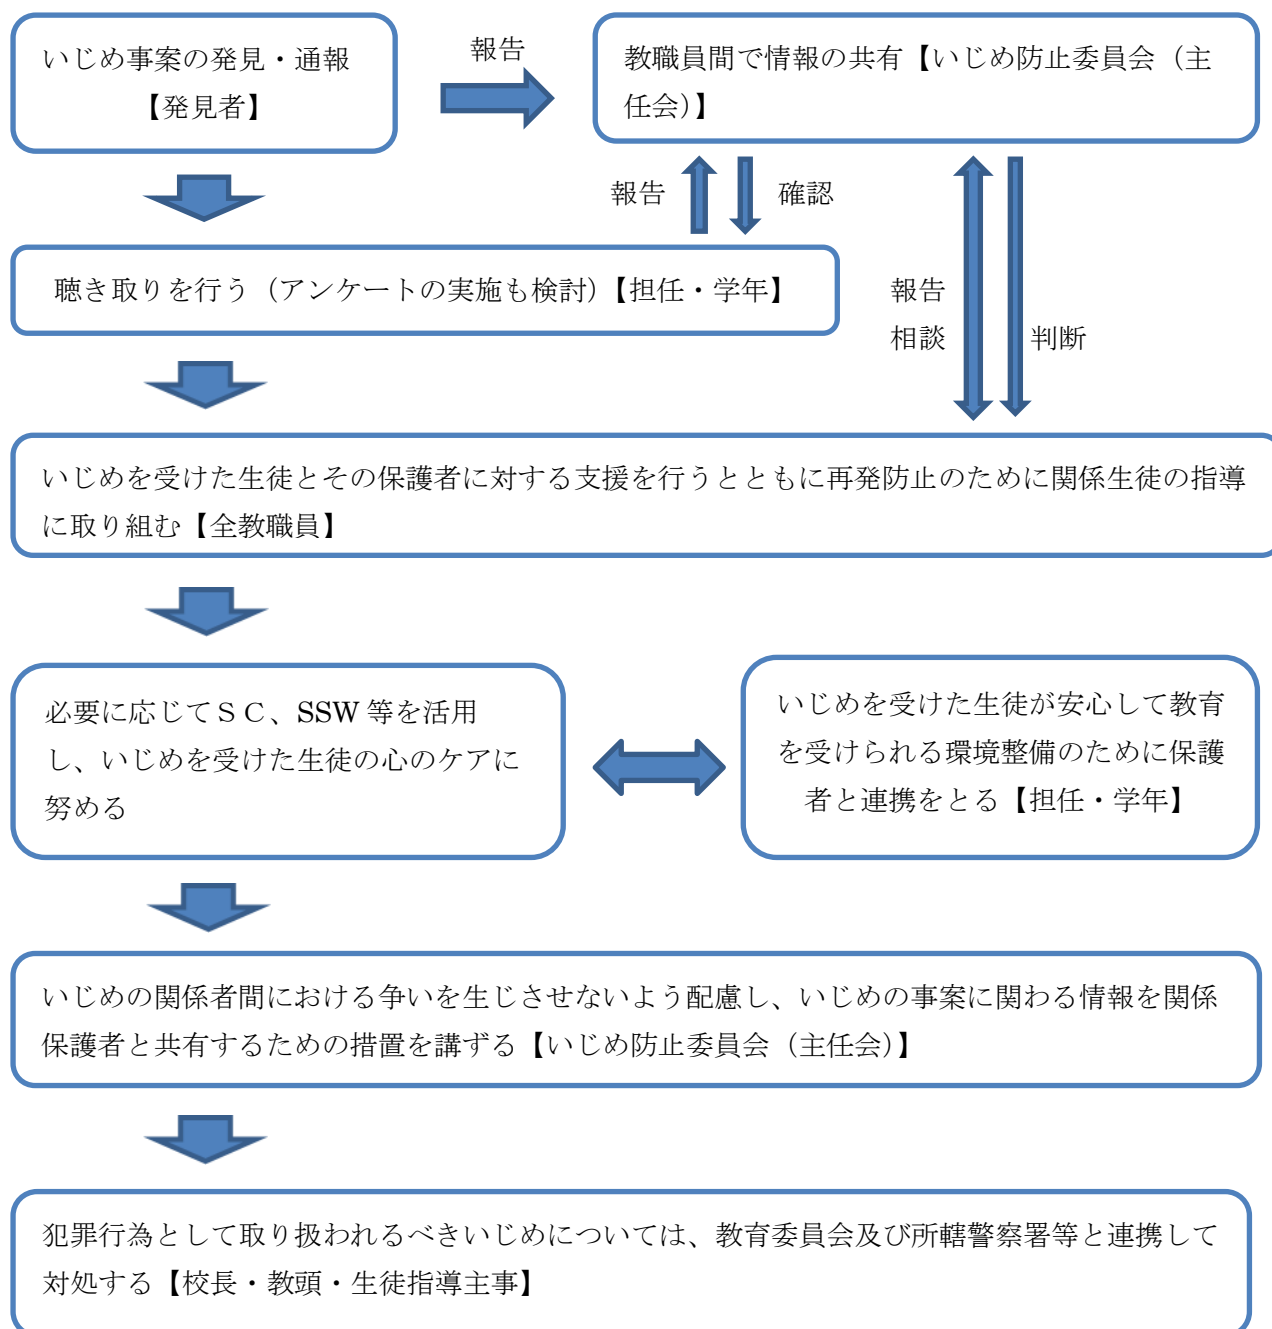 いじめ事案の発見・通報
【発見者】
報告
教職員間で情報の共有【いじめ防止委員会（主
任会）】
報告
確認
聴き取りを行う（アンケートの実施も検討）【担任・学年】
報告
相談
判断
いじめを受けた生徒とその保護者に対する支援を行うとともに再発防止のために関係生徒の指導
に取り組む【全教職員】
必要に応じてＳＣ、SSW 等を活用
し、いじめを受けた生徒の心のケアに
努める
いじめを受けた生徒が安心して教育
を受けられる環境整備のために保護
者と連携をとる【担任・学年】
いじめの関係者間における争いを生じさせないよう配慮し、いじめの事案に関わる情報を関係
保護者と共有するための措置を講ずる【いじめ防止委員会（主任会）】
犯罪行為として取り扱われるべきいじめについては、教育委員会及び所轄警察署等と連携して
対処する【校長・教頭・生徒指導主事】